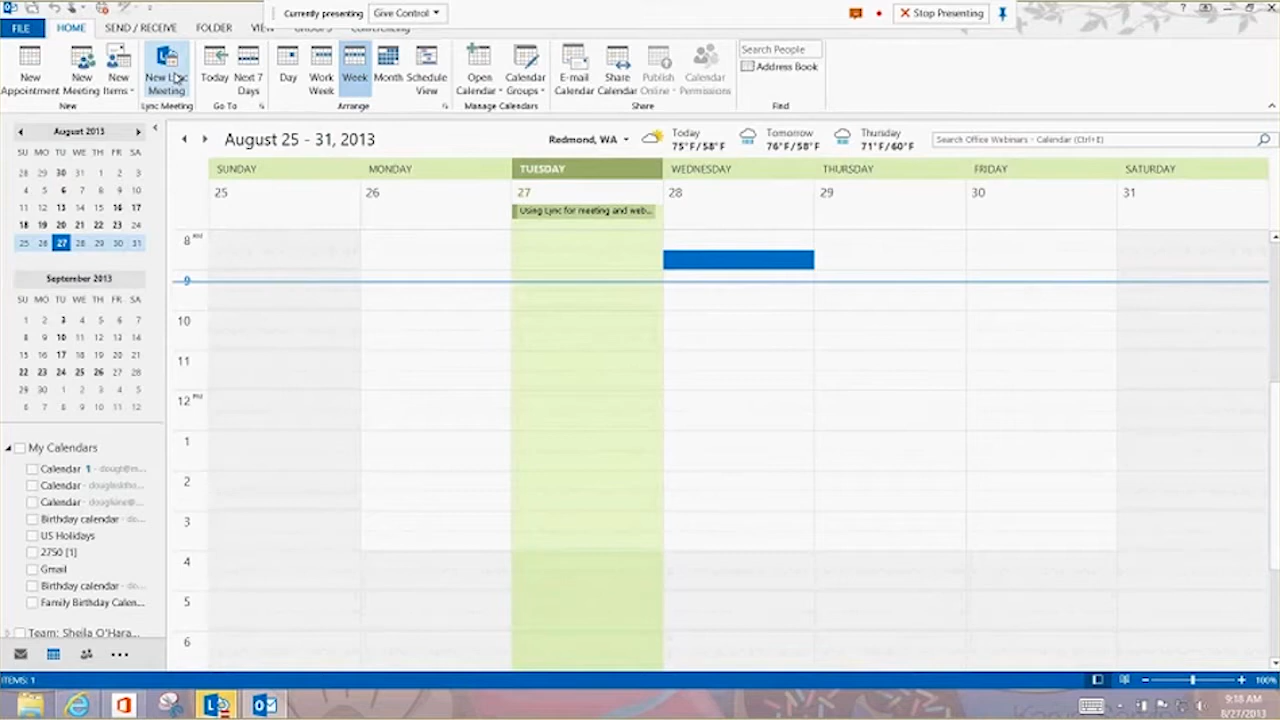 Currently presenting Give Control
Stop Presenting
FILE HOME SEND / RECEIVE FOLDER
New Appointment
New Meeting
New Items
New Lync Meeting
Today
Next 7 Days
Day
Work Week
Week
Month
Schedule View
Open Calendar
Calendar Groups
E-mail Calendar
Share Calendar
Publish Online
Calendar Permissions
Search People
Address Book
New
Lync Meeting
Go To
Arrange
Manage Calendars
Share
Find
August 2013
SU MO TU WE TH FR SA
28 29 30 31 1 2 3
4 5 6 7 8 9 10
11 12 13 14 15 16 17
18 19 20 21 22 23 24
25 26 27 28 29 30 31
September 2013
SU MO TU WE TH FR SA
1 2 3 4 5 6 7
8 9 10 11 12 13 14
15 16 17 18 19 20 21
22 23 24 25 26 27 28
29 30 1 2 3 4 5
6 7 8 9 10 11 12
My Calendars
Calendar 1 - dougt@m...
Calendar - douglasktho...
Calendar -
Birthday calendar - do...
US Holidays
2750 [1]
Gmail
Birthday calendar - do...
Family Birthday Calen...
Team: Sheila O'Hara...
August 25 - 31, 2013
Redmond, WA
Today
75°F/58°F
Tomorrow
76°F/58°F
Thursday
71°F/60°F
Search Office Webinars - Calendar (Ctrl+E)
SUNDAY MONDAY TUESDAY WEDNESDAY THURSDAY FRIDAY SATURDAY
25 26 27 28 29 30 31
Using Lync for meeting and web...
8 AM
9
10
11
12 PM
1
2
3
4
5
6
ITEMS: 1
100%
9:18 AM
8/27/2013